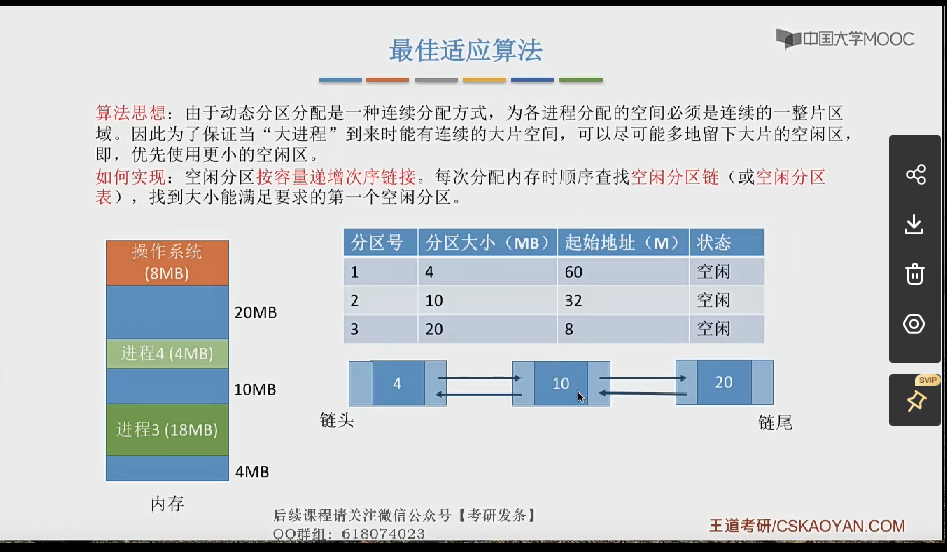 最佳适应算法
中国大学MOOC
算法思想：由于动态分区分配是一种连续分配方式，为各进程分配的空间必须是连续的一整片区
域。因此为了保证当“大进程”到来时能有连续的大片空间，可以尽可能多地留下大片的空闲区，
即，优先使用更小的空闲区。
如何实现：空闲分区按容量递增次序链接。每次分配内存时顺序查找空闲分区链（或空闲分区
表），找到大小能满足要求的第一个空闲分区。
操作系统
(8MB)
20MB
进程4 (4MB)
10MB
进程3 (18MB)
4MB
内存
分区号 分区大小（MB） 起始地址（M） 状态
1 4 60 空闲
2 10 32 空闲
3 20 8 空闲
4 10 20
链头 链尾
SVIP
后续课程请关注微信公众号【考研发条】
QQ群组：618074023
王道考研/CSKAOYAN.COM